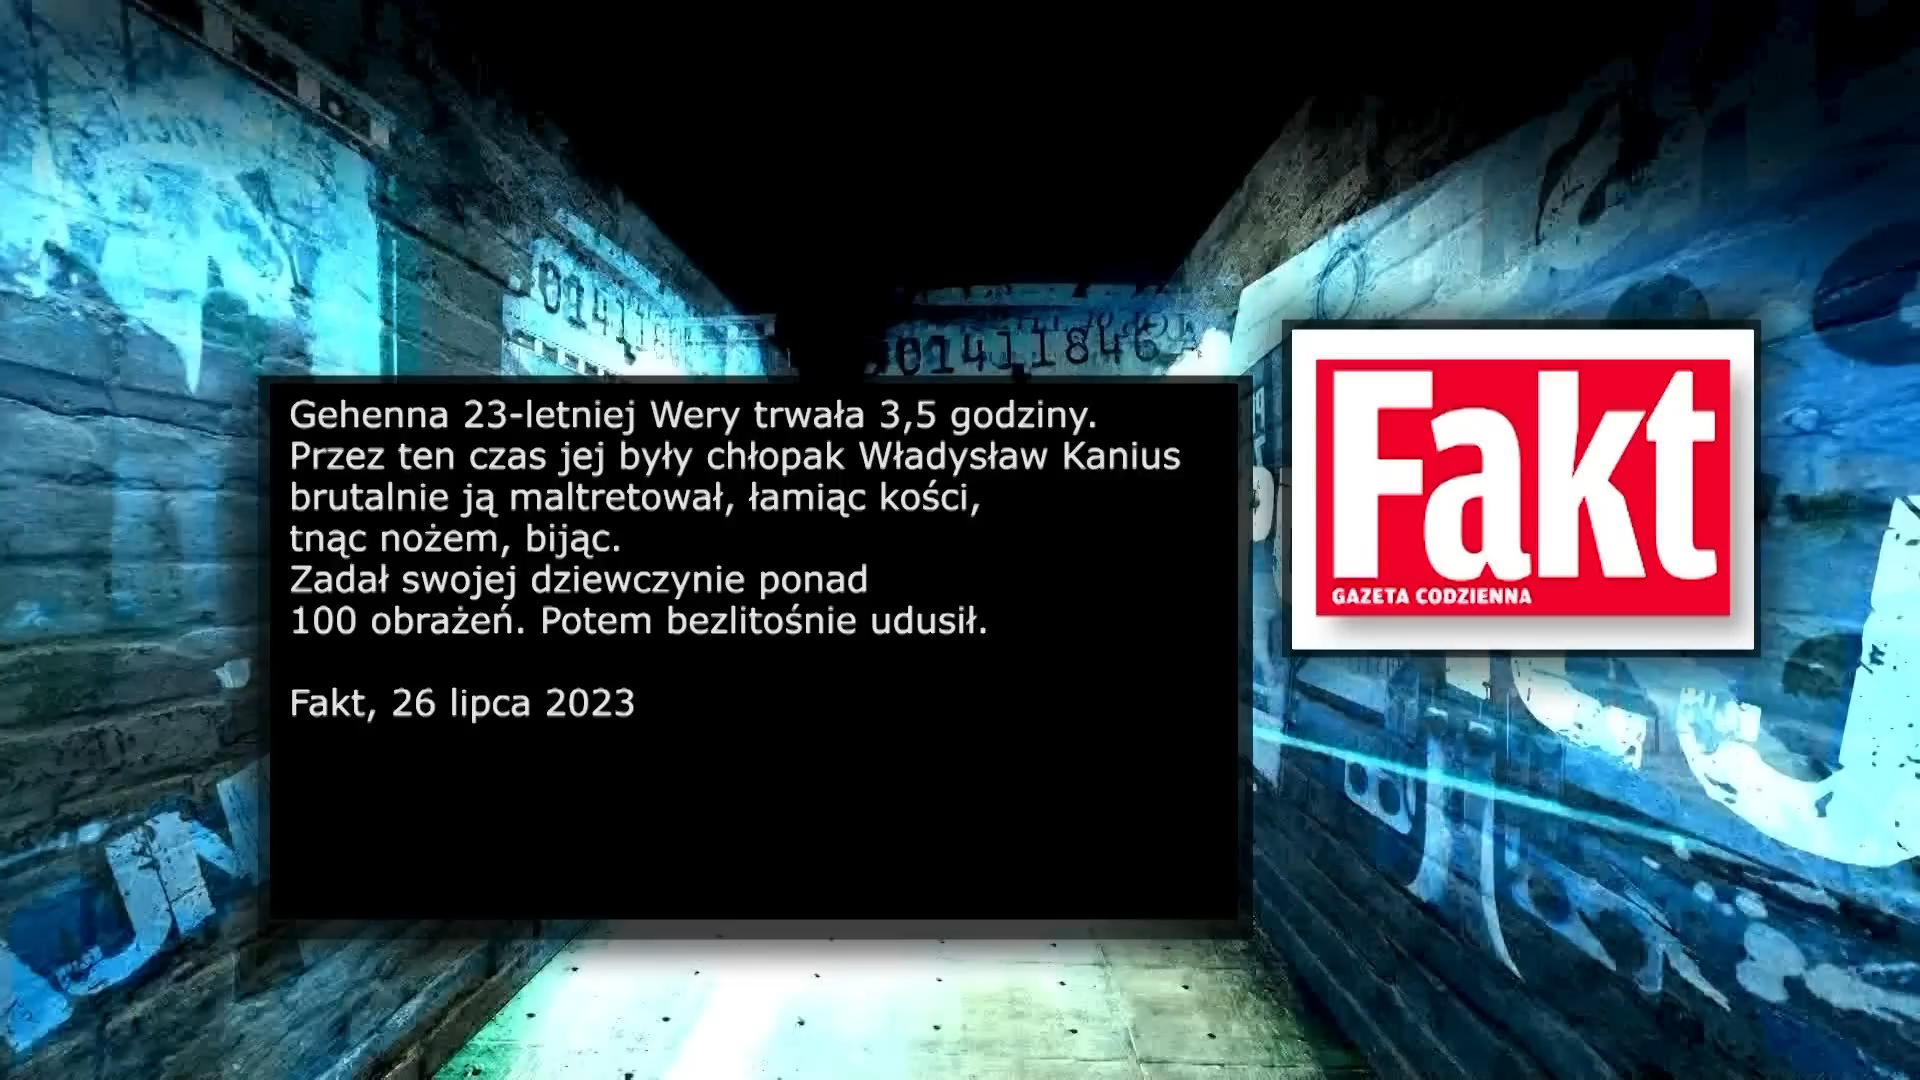 Gehenna 23-letniej Wery trwała 3,5 godziny.
Przez ten czas jej były chłopak Władysław Kanius
brutalnie ją maltretował, łamiąc kości,
tnąc nożem, bijąc.
Zadał swojej dziewczynie ponad
100 obrażeń. Potem bezlitośnie udusił.
Fakt, 26 lipca 2023
Fakt
GAZETA CODZIENNA
01411846